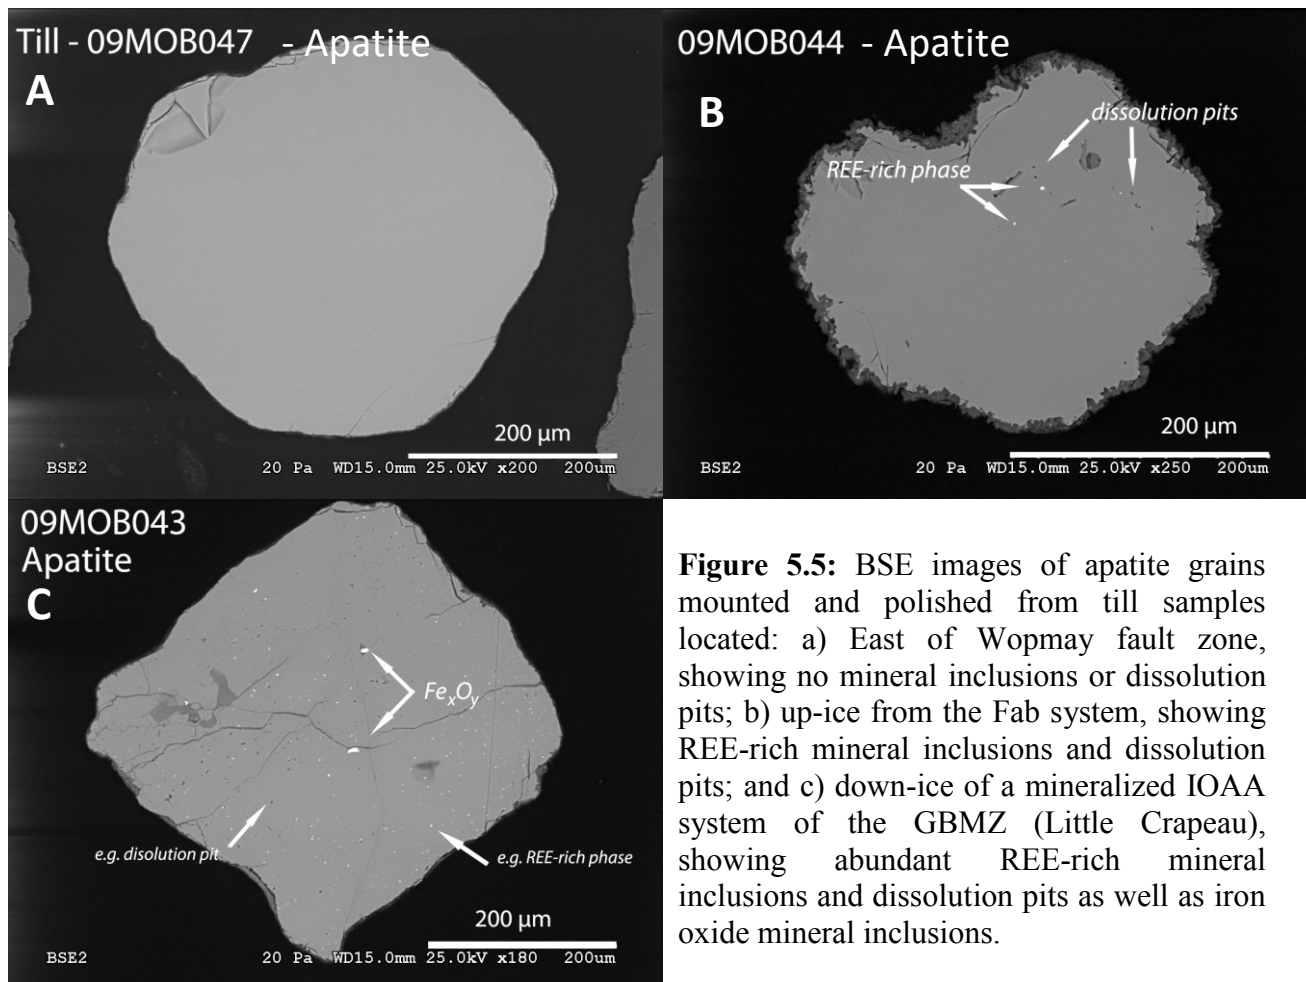 Till - 09MOB047 - Apatite
A
200 µm
BSE2 20 Pa WD15.0mm 25.0kV x200 200um
09MOB044 - Apatite
B
dissolution pits
REE-rich phase
200 µm
BSE2 20 Pa WD15.0mm 25.0kV x250 200um
09MOB043
Apatite
C
FexOy
e.g. disolution pit
e.g. REE-rich phase
200 µm
BSE2 20 Pa WD15.0mm 25.0kV x180 200um
Figure 5.5: BSE images of apatite grains
mounted and polished from till samples
located: a) East of Wopmay fault zone,
showing no mineral inclusions or dissolution
pits; b) up-ice from the Fab system, showing
REE-rich mineral inclusions and dissolution
pits; and c) down-ice of a mineralized IOAA
system of the GBMZ (Little Crapeau),
showing abundant REE-rich mineral
inclusions and dissolution pits as well as iron
oxide mineral inclusions.